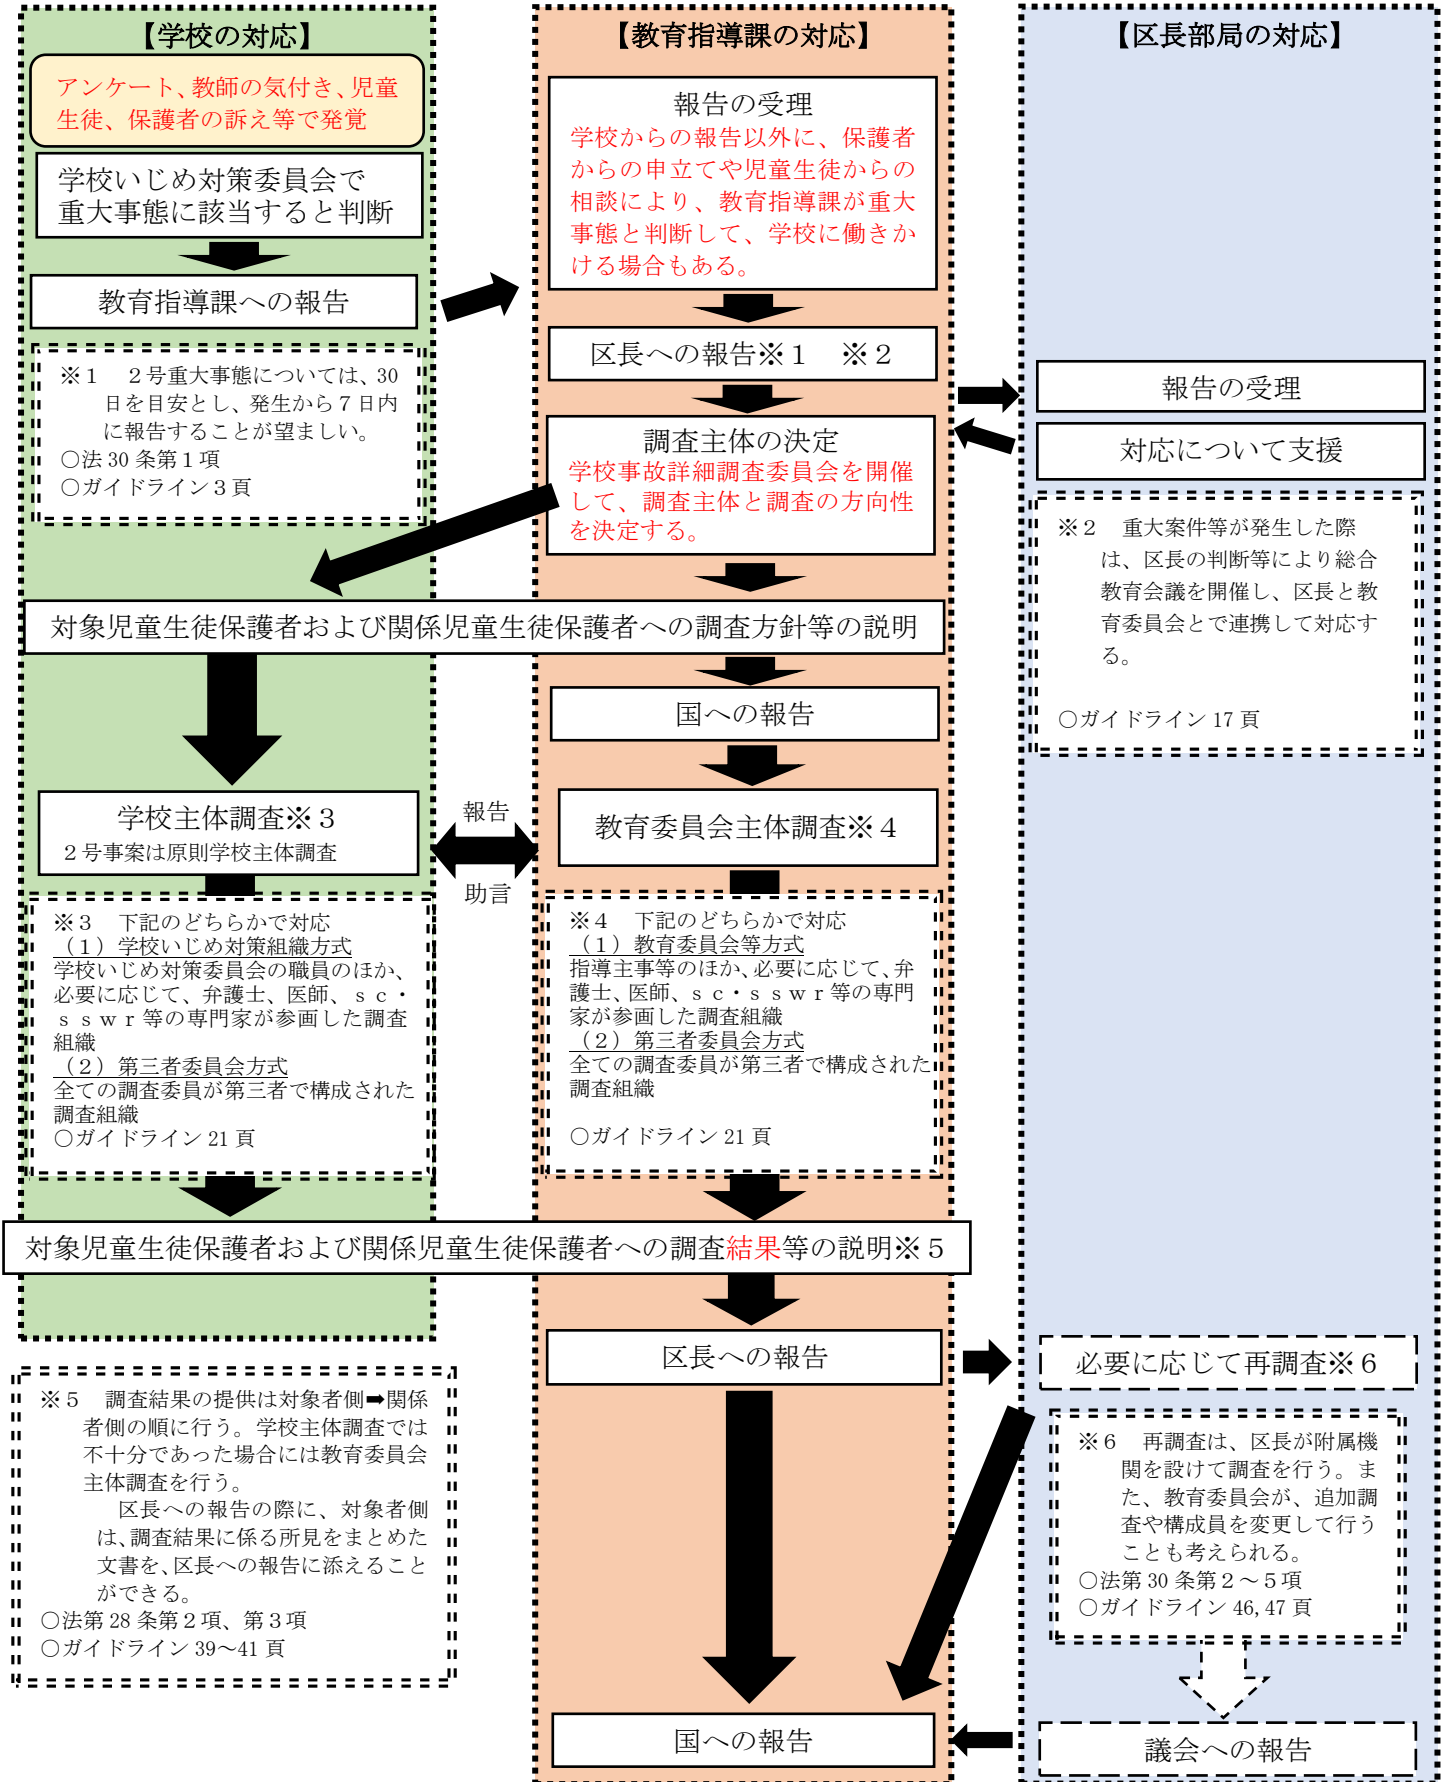 【学校の対応】
アンケート、教師の気付き、児童
生徒、保護者の訴え等で発覚
学校いじめ対策委員会で
重大事態に該当すると判断
教育指導課への報告
※１　２号重大事態については、30
日を目安とし、発生から７日内
に報告することが望ましい。
○法 30 条第１項
○ガイドライン３頁
【教育指導課の対応】
報告の受理
学校からの報告以外に、保護者
からの申立てや児童生徒からの
相談により、教育指導課が重大
事態と判断して、学校に働きか
ける場合もある。
区長への報告※１　※２
調査主体の決定
学校事故詳細調査委員会を開催
して、調査主体と調査の方向性
を決定する。
【区長部局の対応】
報告の受理
対応について支援
※２　重大案件等が発生した際
は、区長の判断等により総合
教育会議を開催し、区長と教
育委員会とで連携して対応す
る。
○ガイドライン 17 頁
対象児童生徒保護者および関係児童生徒保護者への調査方針等の説明
国への報告
学校主体調査※３
２号事案は原則学校主体調査
報告
助言
教育委員会主体調査※４
※３　下記のどちらかで対応
（１）学校いじめ対策組織方式
学校いじめ対策委員会の職員のほか、
必要に応じて、弁護士、医師、ｓｃ・
ｓｓｗｒ等の専門家が参画した調査
組織
（２）第三者委員会方式
全ての調査委員が第三者で構成された
調査組織
○ガイドライン 21 頁
※４　下記のどちらかで対応
（１）教育委員会等方式
指導主事等のほか、必要に応じて、弁
護士、医師、ｓｃ・ｓｓｗｒ等の専門
家が参画した調査組織
（２）第三者委員会方式
全ての調査委員が第三者で構成された
調査組織
○ガイドライン 21 頁
対象児童生徒保護者および関係児童生徒保護者への調査結果等の説明※５
区長への報告
必要に応じて再調査※６
※５　調査結果の提供は対象者側➡関係
者側の順に行う。学校主体調査では
不十分であった場合には教育委員会
主体調査を行う。
区長への報告の際に、対象者側
は、調査結果に係る所見をまとめた
文書を、区長への報告に添えること
ができる。
○法第 28 条第２項、第３項
○ガイドライン 39～41 頁
※６　再調査は、区長が附属機
関を設けて調査を行う。ま
た、教育委員会が、追加調
査や構成員を変更して行う
ことも考えられる。
○法第 30 条第２～５項
○ガイドライン 46,47 頁
国への報告
議会への報告